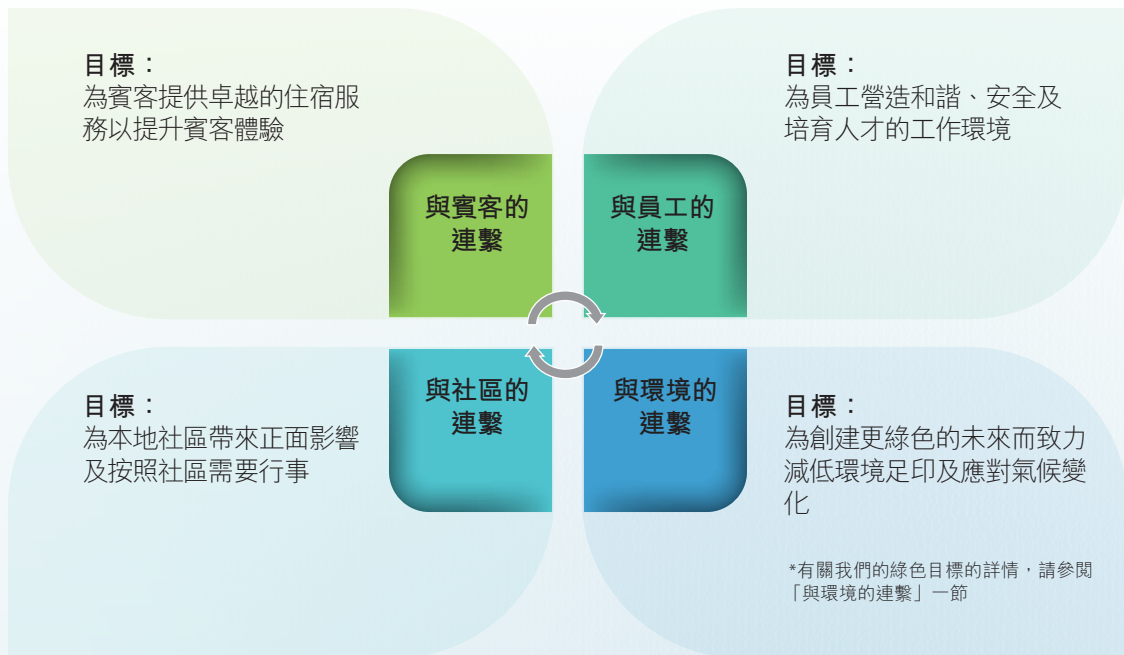 目標：
為賓客提供卓越的住宿服
務以提升賓客體驗
目標：
為員工營造和諧、安全及
培育人才的工作環境
與賓客的
連繫
與員工的
連繫
與社區的
連繫
與環境的
連繫
目標：
為本地社區帶來正面影響
及按照社區需要行事
目標：
為創建更綠色的未來而致力
減低環境足印及應對氣候變
化
*有關我們的綠色目標的詳情，請參閱
「與環境的連繫」一節